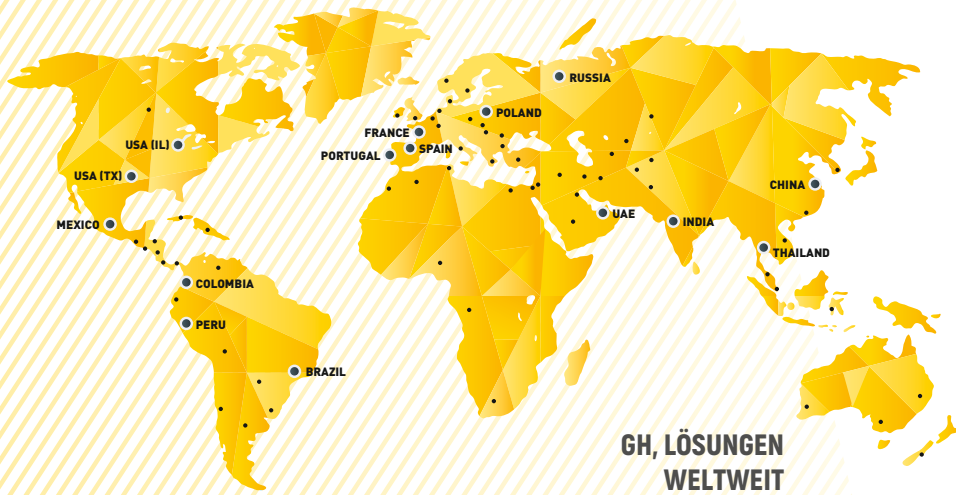 RUSSIA
POLAND
FRANCE
USA (IL)
SPAIN
PORTUGAL
USA (TX)
CHINA
UAE
INDIA
MEXICO
THAILAND
COLOMBIA
PERU
BRAZIL
GH, LÖSUNGEN
WELTWEIT